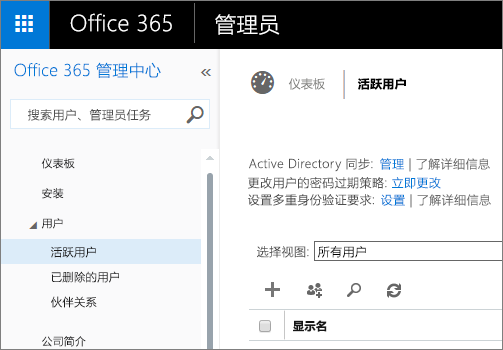 Office 365 管理员
Office 365 管理中心 «
仪表板 活跃用户
搜索用户、管理员任务
仪表板
安装
用户
活跃用户
已删除的用户
伙伴关系
公司简介
Active Directory 同步: 管理 | 了解详细信息
更改用户的密码过期策略: 立即更改
设置多重身份验证要求: 设置 | 了解详细信息
选择视图: 所有用户
显示名